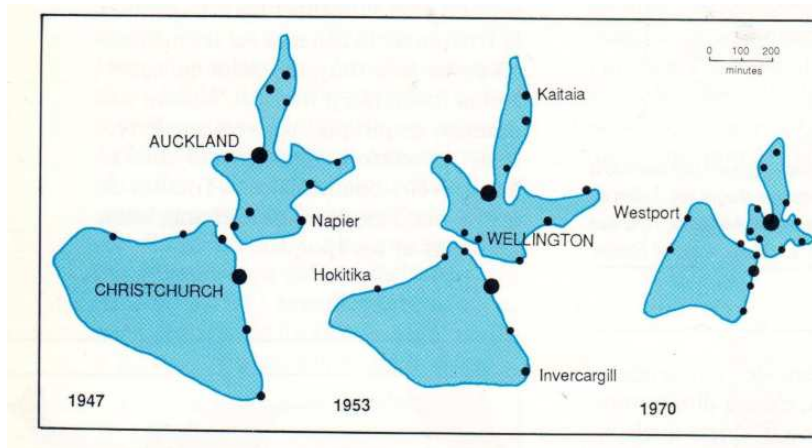 0 100 200
minutes
Kaitaia
AUCKLAND
Napier
WELLINGTON
Westport
Hokitika
CHRISTCHURCH
Invercargill
1947
1953
1970